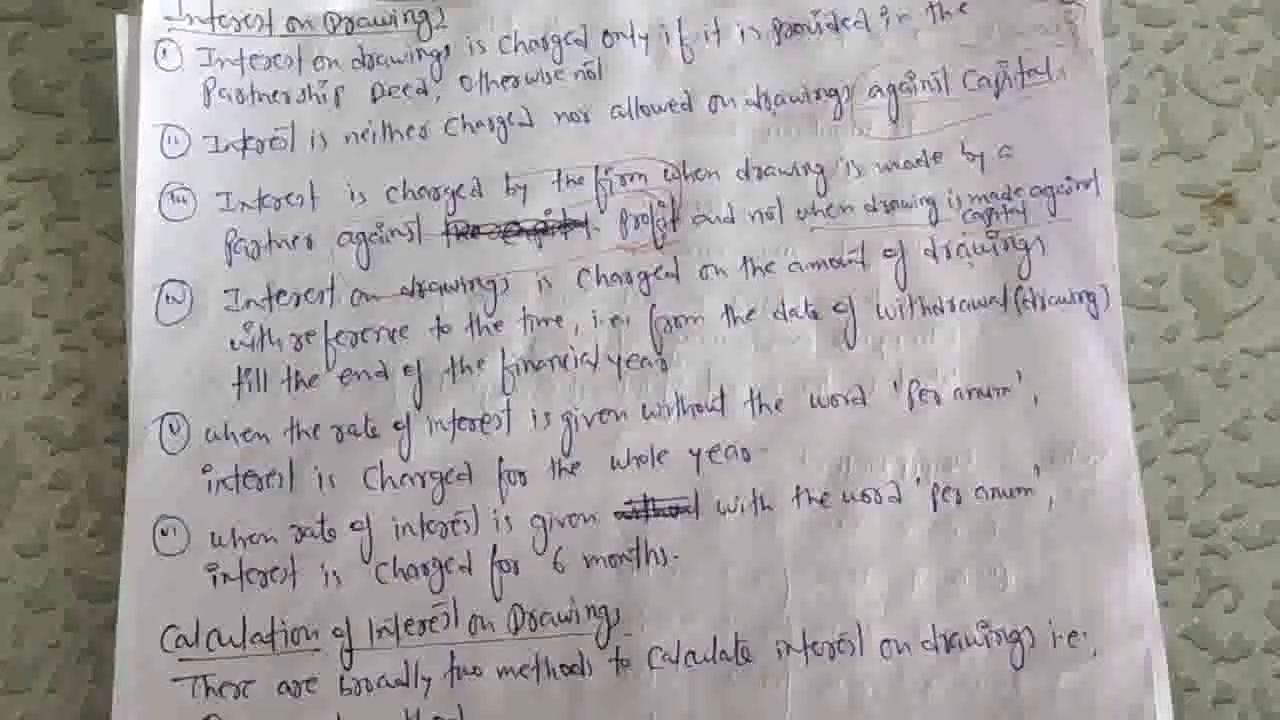 Interest on Drawings
(i) Interest on drawings is charged only if it is provided in the
Partnership Deed, otherwise not
(ii) Interest is neither charged nor allowed on drawings against Capital.
(iii) Interest is charged by the firm when drawing is made by a
Partner against Profit and not when drawing is made against
capital
(iv) Interest on drawings is charged on the amount of drawings
with reference to the time, i.e. from the date of withdrawal (drawing)
till the end of the financial year
(v) when the rate of interest is given without the word 'Per anum',
interest is charged for the whole year.
(vi) when rate of interest is given with the word 'per anum',
interest is charged for 6 months.
Calculation of Interest on Drawings
There are broadly two methods to calculate interest on drawings i.e.